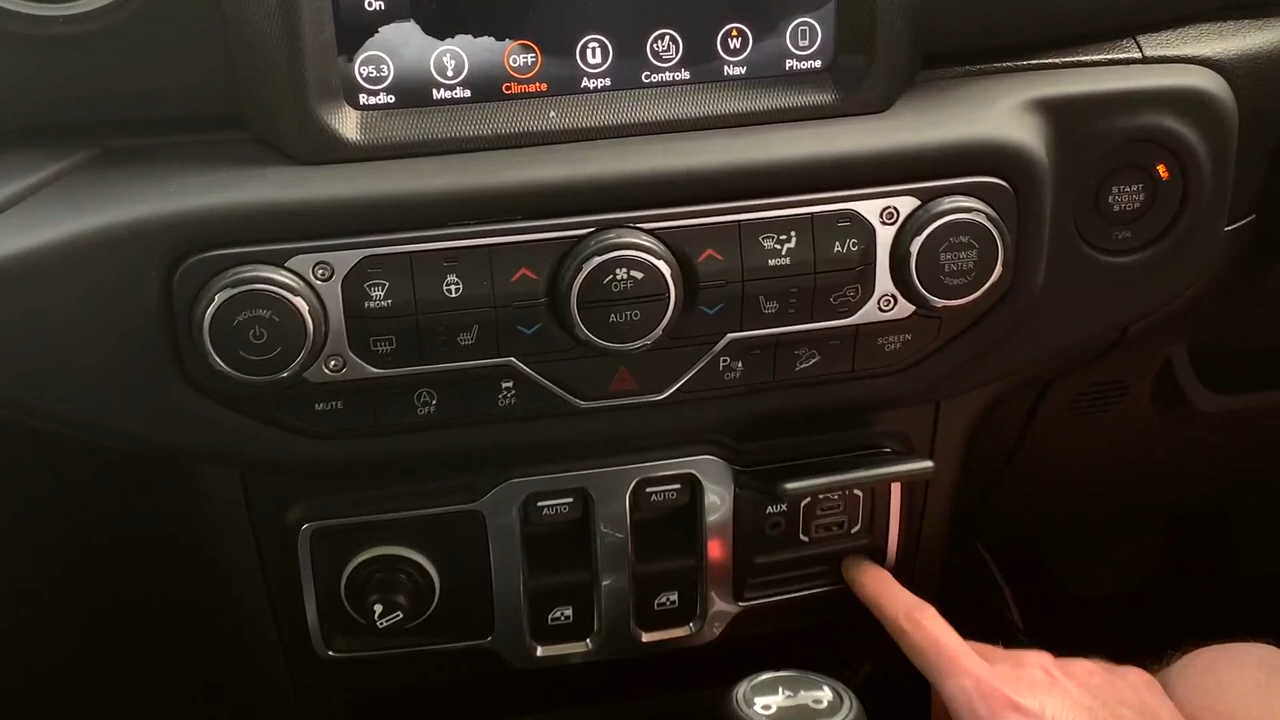 On
95.3
OFF
W
Radio
Media
Climate
Apps
Controls
Nav
Phone
START
ENGINE
STOP
RUN
VOLUME
FRONT
OFF
AUTO
MODE
A/C
TUNE
BROWSE
ENTER
SCROLL
MUTE
A
OFF
OFF
P
OFF
SCREEN
OFF
AUTO
AUTO
AUX